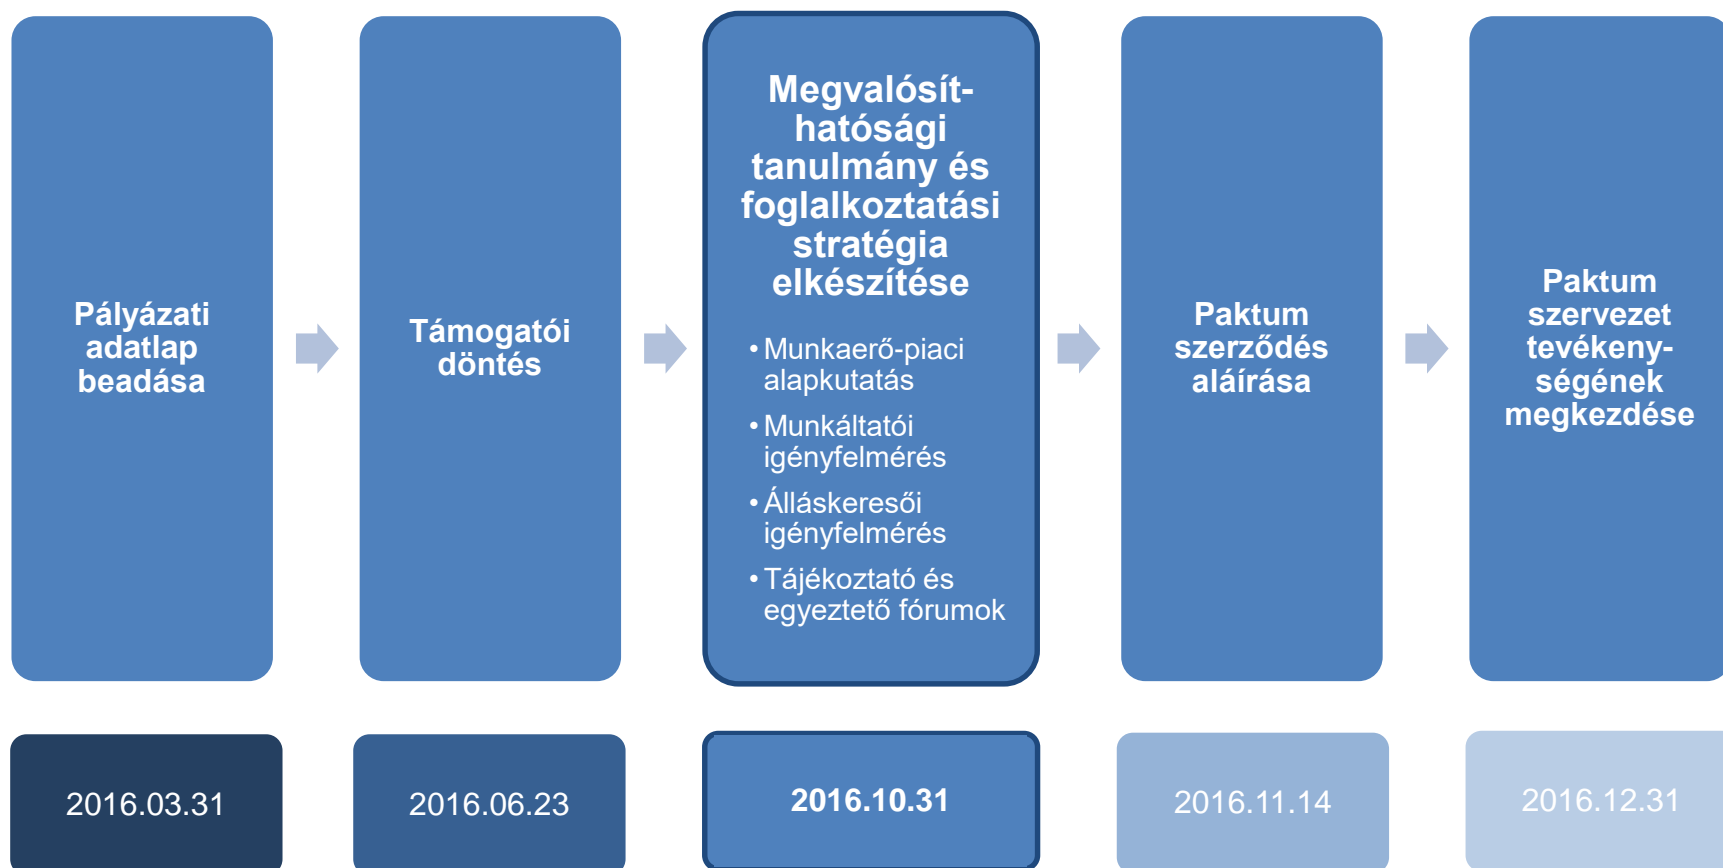 Pályázati
adatlap
beadása
Támogatói
döntés
Megvalósít-
hatósági
tanulmány és
foglalkoztatási
stratégia
elkészítése
• Munkaerő-piaci
alapkutatás
• Munkáltatói
igényfelmérés
• Álláskeresői
igényfelmérés
• Tájékoztató és
egyeztető fórumok
Paktum
szerződés
aláírása
Paktum
szervezet
tevékeny-
ségének
megkezdése
2016.03.31
2016.06.23
2016.10.31
2016.11.14
2016.12.31